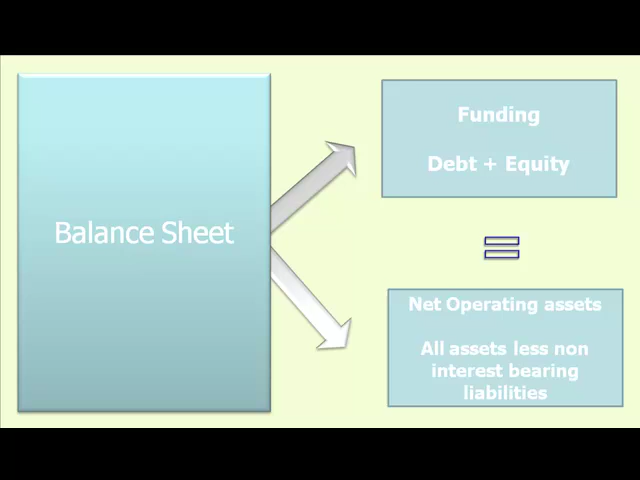 Balance Sheet
Funding
Debt + Equity
Net Operating assets
All assets less non
interest bearing
liabilities